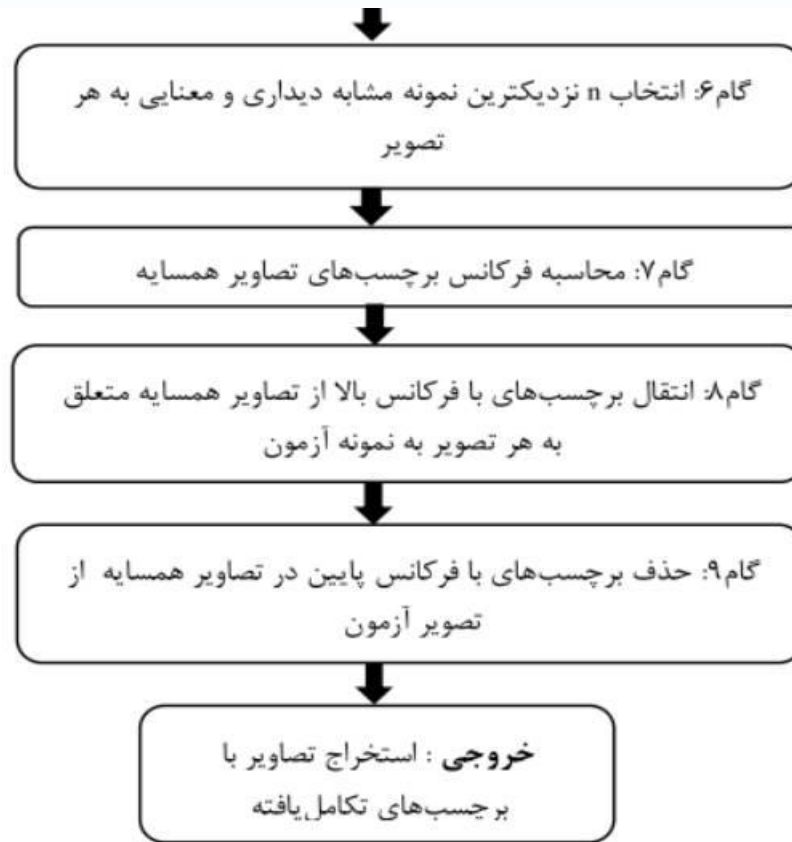 گام۶: انتخاب n نزدیکترین نمونه مشابه دیداری و معنایی به هر
تصویر
گام۷: محاسبه فرکانس برچسب‌های تصاویر همسایه
گام۸: انتقال برچسب‌های با فرکانس بالا از تصاویر همسایه متعلق
به هر تصویر به نمونه آزمون
گام۹: حذف برچسب‌های با فرکانس پایین در تصاویر همسایه از
تصویر آزمون
خروجی : استخراج تصاویر با
برچسب‌های تکامل‌یافته